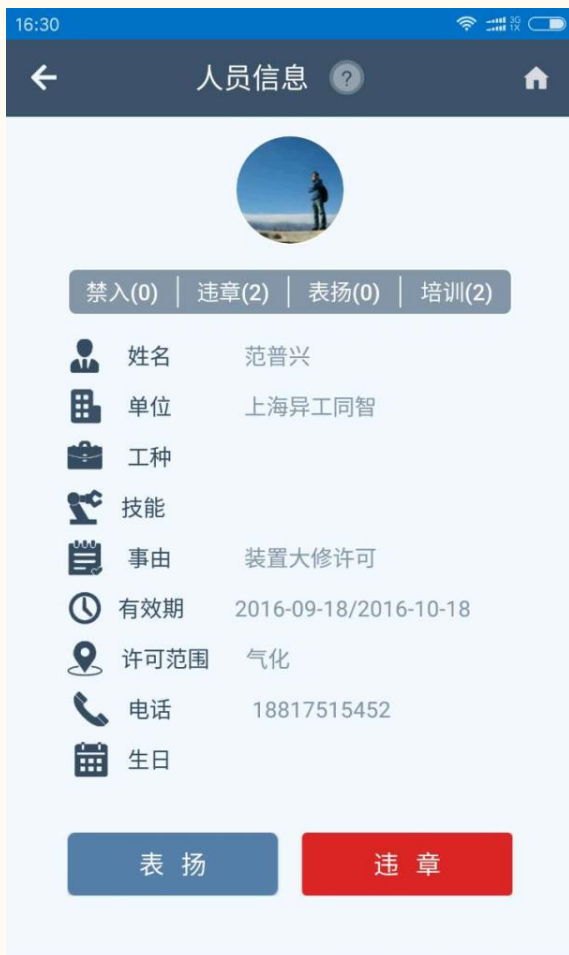 16:30 3G 1X
人员信息 ?
禁入(0) 违章(2) 表扬(0) 培训(2)
姓名 范普兴
单位 上海异工同智
工种
技能
事由 装置大修许可
有效期 2016-09-18/2016-10-18
许可范围 气化
电话 18817515452
生日
表 扬 违 章